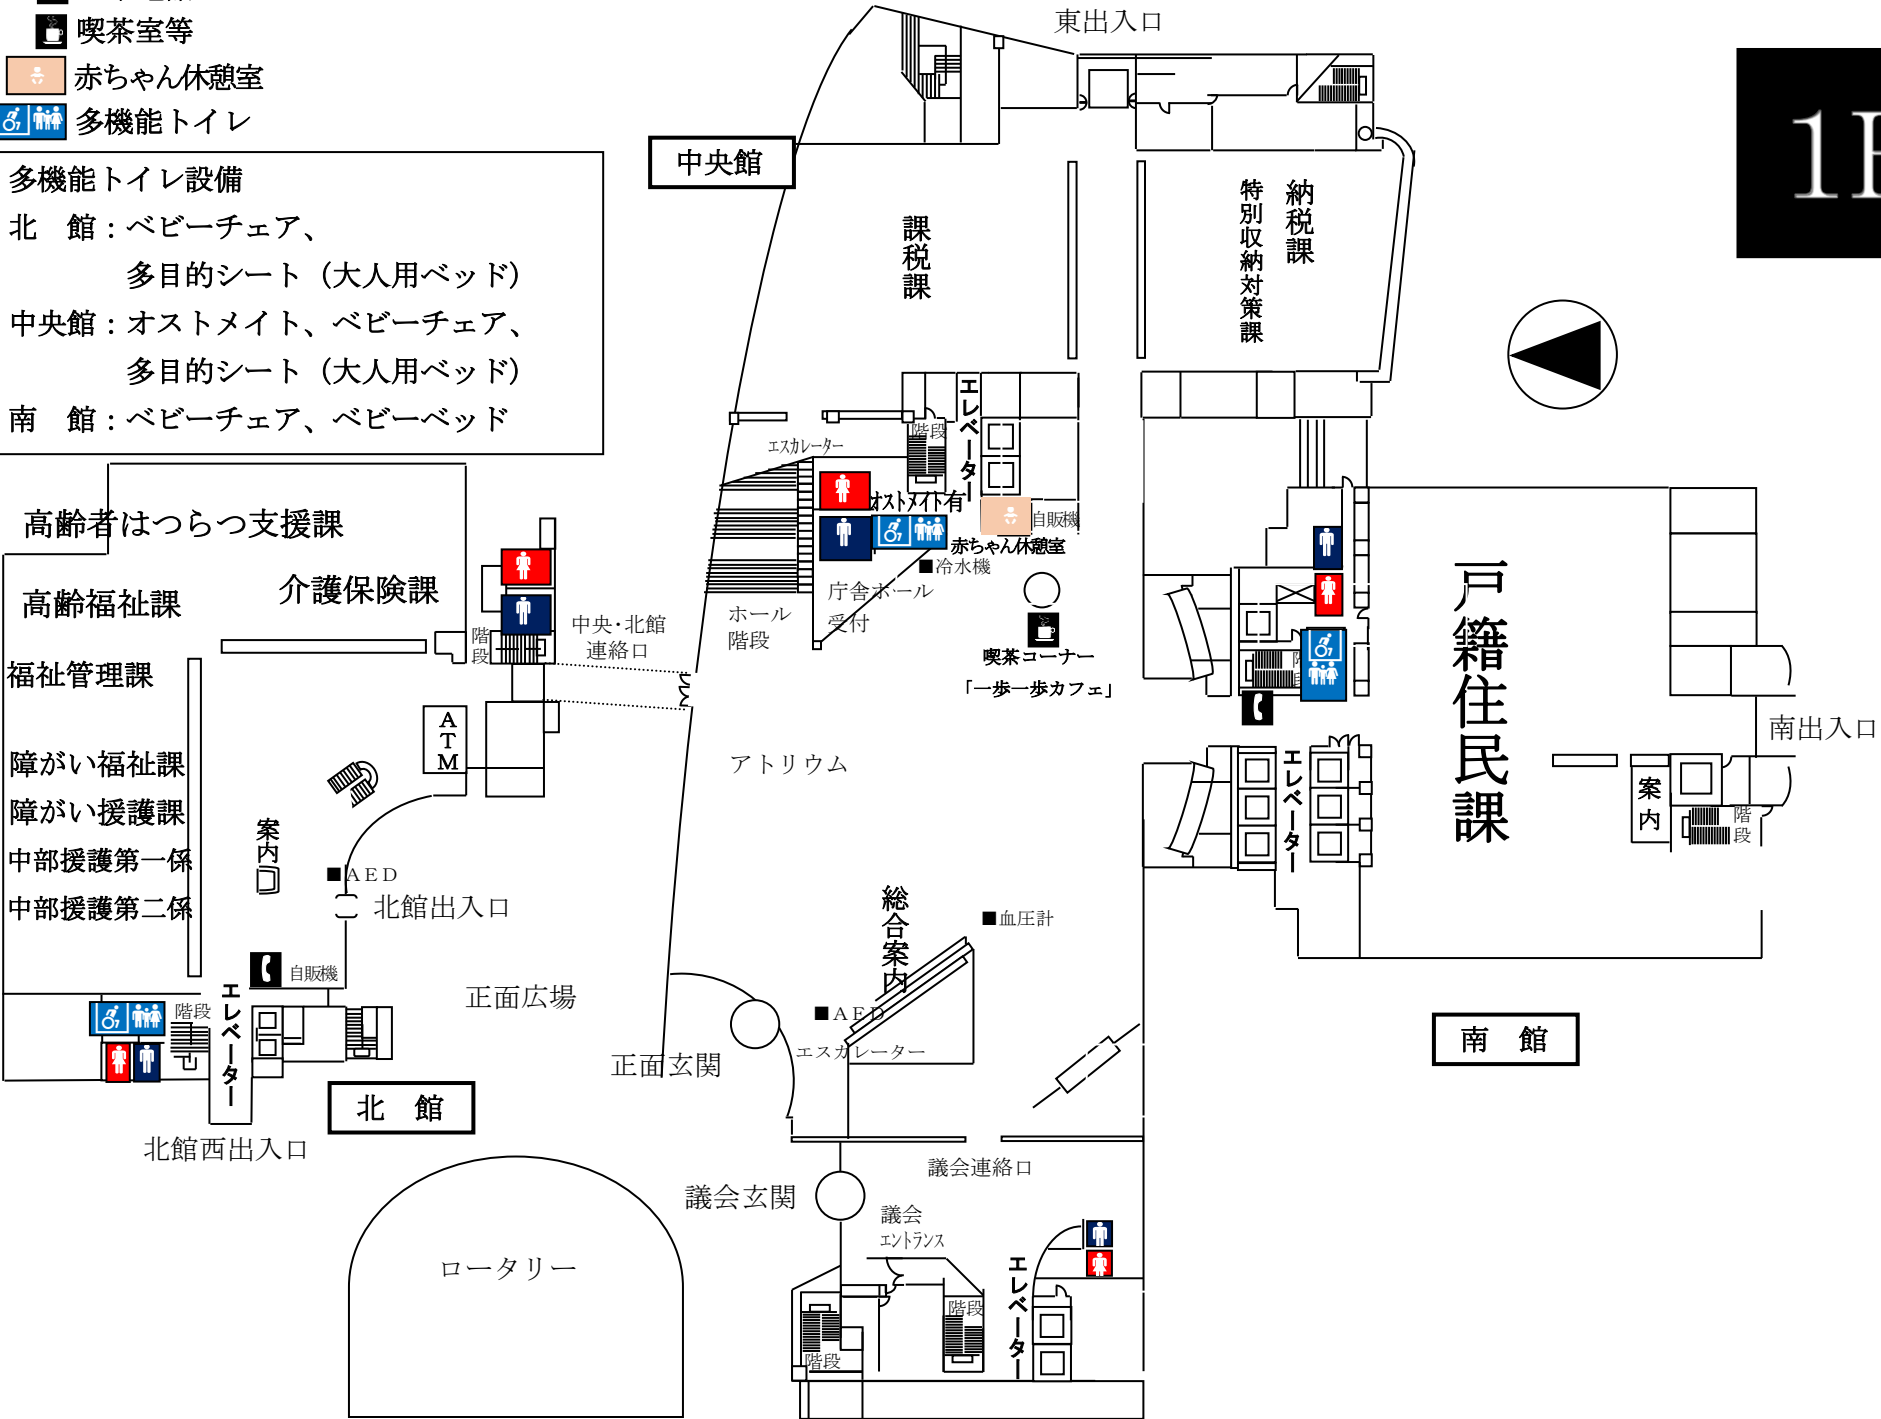 喫茶室等
赤ちゃん休憩室
多機能トイレ
多機能トイレ設備
北　館：ベビーチェア、
多目的シート（大人用ベッド）
中央館：オストメイト、ベビーチェア、
多目的シート（大人用ベッド）
南　館：ベビーチェア、ベビーベッド
東出入口
中央館
課税課
納税課
特別収納対策課
エレベーター
階段
エスカレーター
オストメイト有
自販機
赤ちゃん休憩室
■冷水機
庁舎ホール
受付
ホール
階段
喫茶コーナー
「一歩一歩カフェ」
中央・北館
連絡口
高齢者はつらつ支援課
高齢福祉課
介護保険課
階段
福祉管理課
ATM
障がい福祉課
障がい援護課
中部援護第一係
中部援護第二係
案内
■AED
北館出入口
自販機
階段
エレベーター
北　館
北館西出入口
正面広場
アトリウム
総合案内
■血圧計
■AED
エスカレーター
正面玄関
戸籍住民課
階段
エレベーター
案内
階段
南出入口
南　館
議会連絡口
議会玄関
議会
エントランス
エレベーター
階段
階段
ロータリー